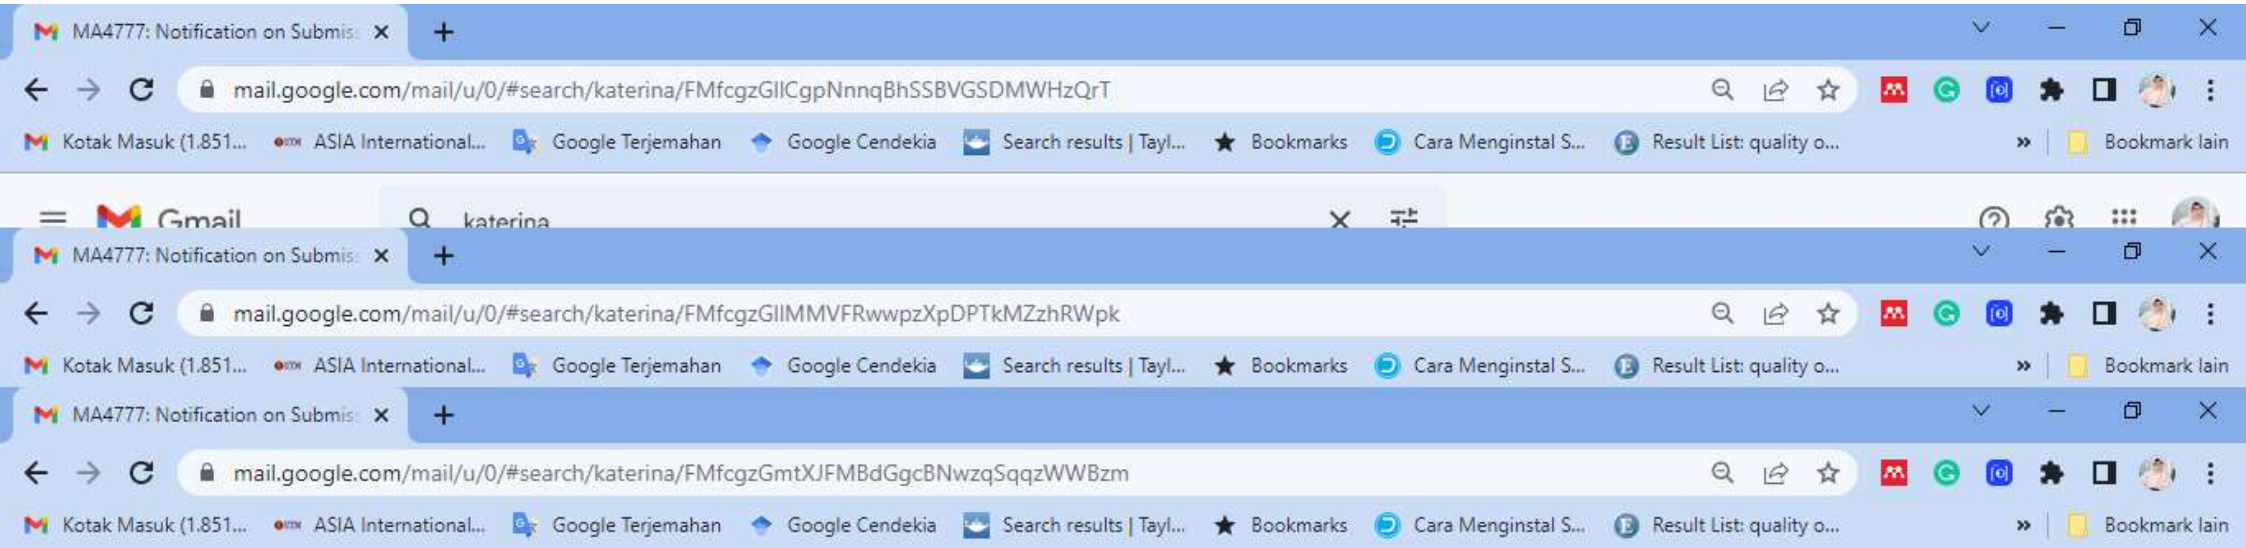 MA4777: Notification on Submis
mail.google.com/mail/u/0/#search/katerina/FMfcgzGllCgpNnnqBhSSBVGSDMWHzQrT
Kotak Masuk (1.851... ASIA International... Google Terjemahan Google Cendekia Search results | Tayl... Bookmarks Cara Menginstal S... Result List: quality o... » Bookmark lain
Gmail katerina
MA4777: Notification on Submis
mail.google.com/mail/u/0/#search/katerina/FMfcgzGllMMVFRwwpzXpDPTkMZzhRWpk
Kotak Masuk (1.851... ASIA International... Google Terjemahan Google Cendekia Search results | Tayl... Bookmarks Cara Menginstal S... Result List: quality o... » Bookmark lain
MA4777: Notification on Submis
mail.google.com/mail/u/0/#search/katerina/FMfcgzGmtXJFMBdGgcBNwzqSqqzWWBzm
Kotak Masuk (1.851... ASIA International... Google Terjemahan Google Cendekia Search results | Tayl... Bookmarks Cara Menginstal S... Result List: quality o... » Bookmark lain